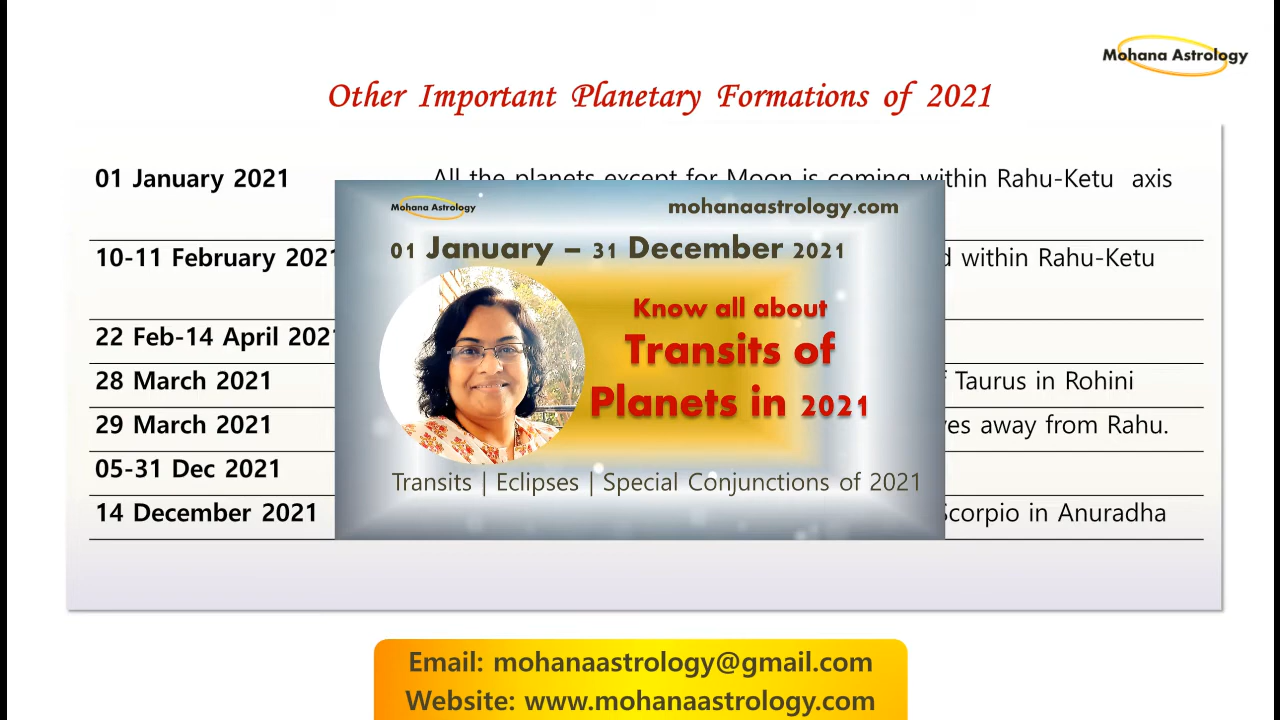 Mohana Astrology
Other Important Planetary Formations of 2021
01 January 2021 All the planets except for Moon is coming within Rahu-Ketu axis
10-11 February 2021 within Rahu-Ketu
22 Feb-14 April 2021
28 March 2021 Taurus in Rohini
29 March 2021 away from Rahu.
05-31 Dec 2021
14 December 2021 Scorpio in Anuradha
Mohana Astrology
mohanaastrology.com
01 January – 31 December 2021
Know all about
Transits of
Planets in 2021
Transits | Eclipses | Special Conjunctions of 2021
Email: mohanaastrology@gmail.com
Website: www.mohanaastrology.com